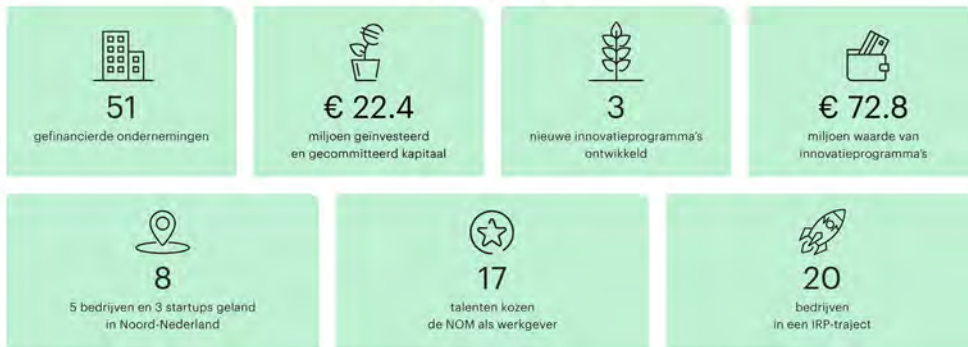 51
gefinancierde ondernemingen
€ 22.4
miljoen geïnvesteerd
en gecommitteerd kapitaal
3
nieuwe innovatieprogramma's
ontwikkeld
€ 72.8
miljoen waarde van
innovatieprogramma's
8
5 bedrijven en 3 startups geland
in Noord-Nederland
17
talenten kozen
de NOM als werkgever
20
bedrijven
in een IRP-traject